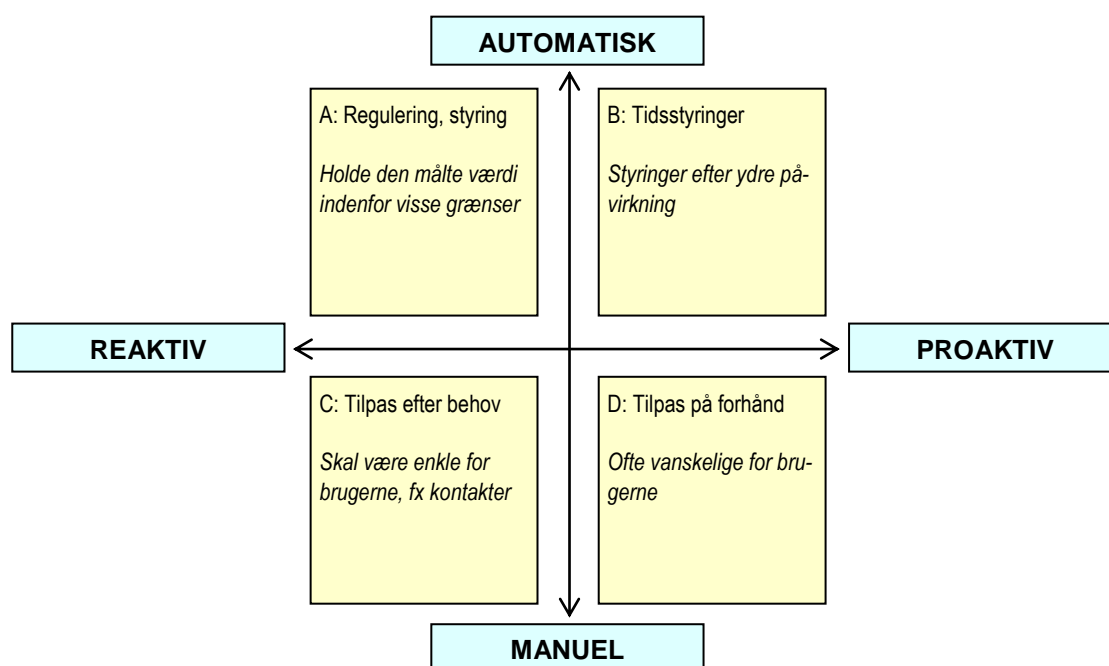 AUTOMATISK
A: Regulering, styring
Holde den målte værdi
indenfor visse grænser
B: Tidsstyringer
Styringer efter ydre på-
virkning
REAKTIV
PROAKTIV
C: Tilpas efter behov
Skal være enkle for
brugerne, fx kontakter
D: Tilpas på forhånd
Ofte vanskelige for bru-
gerne
MANUEL